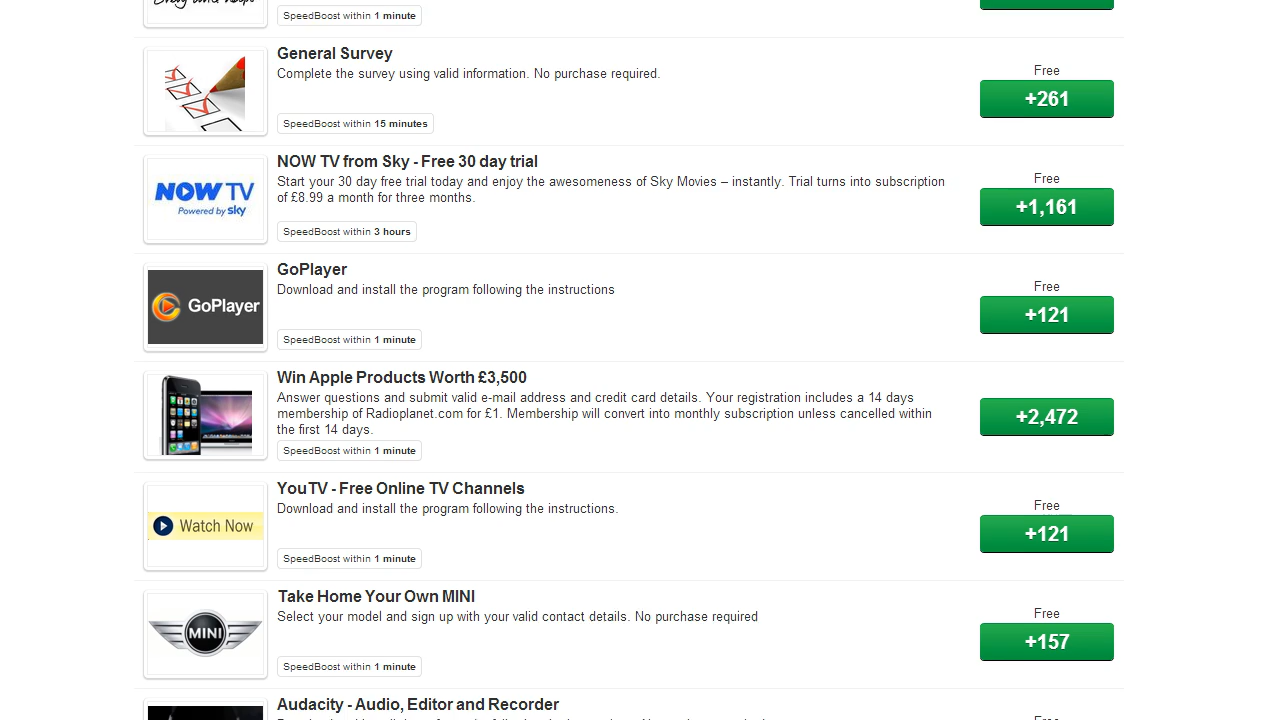 SpeedBoost within 1 minute
General Survey
Complete the survey using valid information. No purchase required.
SpeedBoost within 15 minutes
Free
+261
NOW TV
Powered by sky
NOW TV from Sky - Free 30 day trial
Start your 30 day free trial today and enjoy the awesomeness of Sky Movies – instantly. Trial turns into subscription
of £8.99 a month for three months.
SpeedBoost within 3 hours
Free
+1,161
GoPlayer
GoPlayer
Download and install the program following the instructions
SpeedBoost within 1 minute
Free
+121
Win Apple Products Worth £3,500
Answer questions and submit valid e-mail address and credit card details. Your registration includes a 14 days
membership of Radioplanet.com for £1. Membership will convert into monthly subscription unless cancelled within
the first 14 days.
SpeedBoost within 1 minute
+2,472
Watch Now
YouTV - Free Online TV Channels
Download and install the program following the instructions.
SpeedBoost within 1 minute
Free
+121
MINI
Take Home Your Own MINI
Select your model and sign up with your valid contact details. No purchase required
SpeedBoost within 1 minute
Free
+157
Audacity - Audio, Editor and Recorder